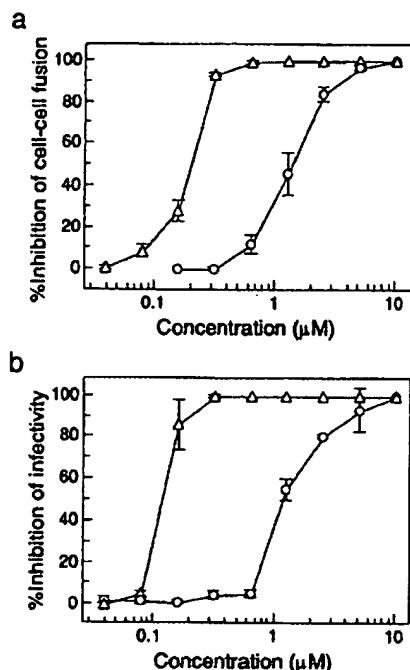 a
%Inhibition of cell-cell fusion
100
80
60
40
20
0
0.1 1 10
Concentration (μM)
b
%Inhibition of infectivity
100
80
60
40
20
0
0.1 1 10
Concentration (μM)